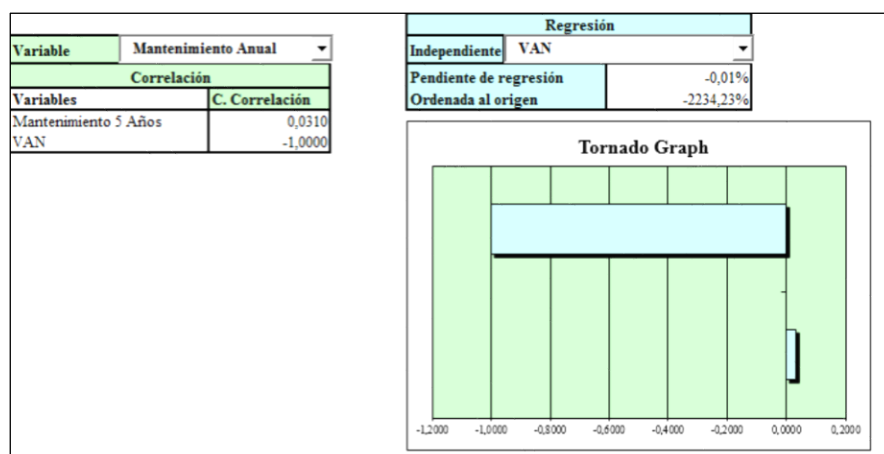 Variable Mantenimiento Anual
Correlación
Variables C. Correlación
Mantenimiento 5 Años 0,0310
VAN -1,0000
Regresión
Independiente VAN
Pendiente de regresión -0,01%
Ordenada al origen -2234,23%
Tornado Graph
-1,2000 -1,0000 -0,8000 -0,6000 -0,4000 -0,2000 0,0000 0,2000